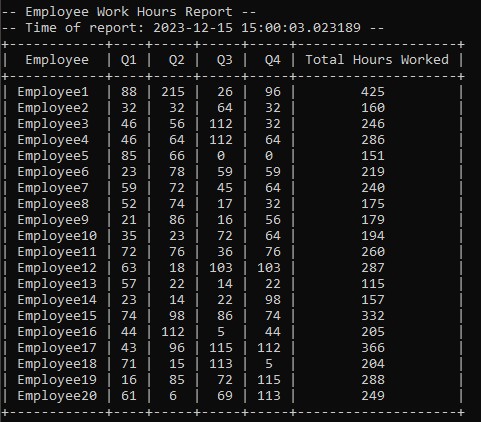 -- Employee Work Hours Report --
-- Time of report: 2023-12-15 15:00:03.023189 --
+------------+----+-----+-----+-----+--------------------+
|  Employee  | Q1 |  Q2 |  Q3 |  Q4 | Total Hours Worked |
+------------+----+-----+-----+-----+--------------------+
| Employee1  | 88 | 215 |  26 |  96 |        425         |
| Employee2  | 32 |  32 |  64 |  32 |        160         |
| Employee3  | 46 |  56 | 112 |  32 |        246         |
| Employee4  | 46 |  64 | 112 |  64 |        286         |
| Employee5  | 85 |  66 |  0  |  0  |        151         |
| Employee6  | 23 |  78 |  59 |  59 |        219         |
| Employee7  | 59 |  72 |  45 |  64 |        240         |
| Employee8  | 52 |  74 |  17 |  32 |        175         |
| Employee9  | 21 |  86 |  16 |  56 |        179         |
| Employee10 | 35 |  23 |  72 |  64 |        194         |
| Employee11 | 72 |  76 |  36 |  76 |        260         |
| Employee12 | 63 |  18 | 103 | 103 |        287         |
| Employee13 | 57 |  22 |  14 |  22 |        115         |
| Employee14 | 23 |  14 |  22 |  98 |        157         |
| Employee15 | 74 |  98 |  86 |  74 |        332         |
| Employee16 | 44 | 112 |  5  |  44 |        205         |
| Employee17 | 43 |  96 | 115 | 112 |        366         |
| Employee18 | 71 |  15 | 113 |  5  |        204         |
| Employee19 | 16 |  85 |  72 | 115 |        288         |
| Employee20 | 61 |  6  |  69 | 113 |        249         |
+------------+----+-----+-----+-----+--------------------+